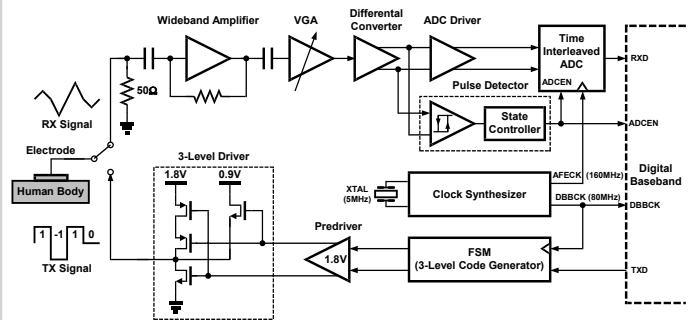 Wideband Amplifier
VGA
Differental
Converter
ADC Driver
Time
Interleaved
ADC
ADCEN
RXD
50Ω
RX Signal
Pulse Detector
State
Controller
ADCEN
Electrode
Human Body
3-Level Driver
1.8V
0.9V
XTAL
(5MHz)
Clock Synthesizer
AFECK (160MHz)
DBBCK (80MHz)
DBBCK
Digital
Baseband
1 -1 1 0
TX Signal
Predriver
1.8V
FSM
(3-Level Code Generator)
TXD